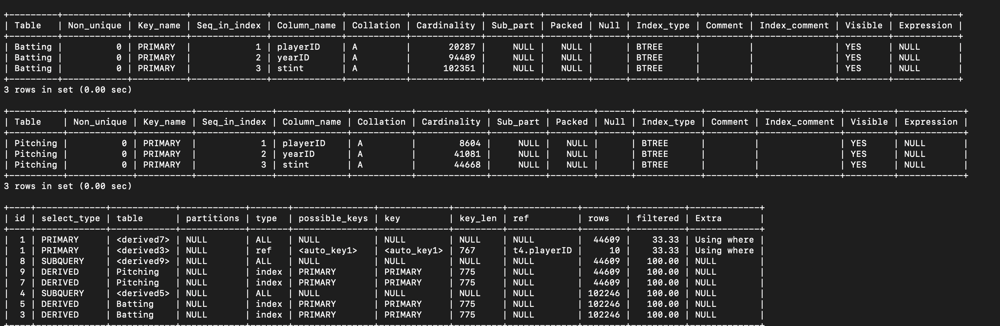 +----------+------------+----------+--------------+-------------+-----------+-------------+----------+--------+------+------------+---------+---------------+---------+------------+
| Table   | Non_unique | Key_name | Seq_in_index | Column_name | Collation | Cardinality | Sub_part | Packed | Null | Index_type | Comment | Index_comment | Visible | Expression |
+---------+------------+----------+--------------+-------------+-----------+-------------+----------+--------+------+------------+---------+---------------+---------+------------+
| Batting |          0 | PRIMARY  |            1 | playerID    | A         |       20287 |     NULL |   NULL |      | BTREE      |         |               | YES     | NULL       |
| Batting |          0 | PRIMARY  |            2 | yearID      | A         |       94489 |     NULL |   NULL |      | BTREE      |         |               | YES     | NULL       |
| Batting |          0 | PRIMARY  |            3 | stint       | A         |      102351 |     NULL |   NULL |      | BTREE      |         |               | YES     | NULL       |
+---------+------------+----------+--------------+-------------+-----------+-------------+----------+--------+------+------------+---------+---------------+---------+------------+
3 rows in set (0.00 sec)
+----------+------------+----------+--------------+-------------+-----------+-------------+----------+--------+------+------------+---------+---------------+---------+------------+
| Table    | Non_unique | Key_name | Seq_in_index | Column_name | Collation | Cardinality | Sub_part | Packed | Null | Index_type | Comment | Index_comment | Visible | Expression |
+----------+------------+----------+--------------+-------------+-----------+-------------+----------+--------+------+------------+---------+---------------+---------+------------+
| Pitching |          0 | PRIMARY  |            1 | playerID    | A         |        8604 |     NULL |   NULL |      | BTREE      |         |               | YES     | NULL       |
| Pitching |          0 | PRIMARY  |            2 | yearID      | A         |       41081 |     NULL |   NULL |      | BTREE      |         |               | YES     | NULL       |
| Pitching |          0 | PRIMARY  |            3 | stint       | A         |       44668 |     NULL |   NULL |      | BTREE      |         |               | YES     | NULL       |
+----------+------------+----------+--------------+-------------+-----------+-------------+----------+--------+------+------------+---------+---------------+---------+------------+
3 rows in set (0.00 sec)
+----+-------------+------------+------------+-------+---------------+-------------+---------+-------------+--------+----------+-------------+
| id | select_type | table      | partitions | type  | possible_keys | key         | key_len | ref         | rows   | filtered | Extra       |
+----+-------------+------------+------------+-------+---------------+-------------+---------+-------------+--------+----------+-------------+
|  1 | PRIMARY     | <derived7> | NULL       | ALL   | NULL          | NULL        | NULL    | NULL        |  44609 |    33.33 | Using where |
|  1 | PRIMARY     | <derived3> | NULL       | ref   | <auto_key1>   | <auto_key1> | 767     | t4.playerID |     10 |    33.33 | Using where |
|  8 | SUBQUERY    | <derived9> | NULL       | ALL   | NULL          | NULL        | NULL    | NULL        |  44609 |   100.00 | NULL        |
|  9 | DERIVED     | Pitching   | NULL       | index | PRIMARY       | PRIMARY     | 775     | NULL        |  44609 |   100.00 | NULL        |
|  7 | DERIVED     | Pitching   | NULL       | index | PRIMARY       | PRIMARY     | 775     | NULL        |  44609 |   100.00 | NULL        |
|  4 | SUBQUERY    | <derived5> | NULL       | ALL   | NULL          | NULL        | NULL    | NULL        | 102246 |   100.00 | NULL        |
|  5 | DERIVED     | Batting    | NULL       | index | PRIMARY       | PRIMARY     | 775     | NULL        | 102246 |   100.00 | NULL        |
|  3 | DERIVED     | Batting    | NULL       | index | PRIMARY       | PRIMARY     | 775     | NULL        | 102246 |   100.00 | NULL        |
+----+-------------+------------+------------+-------+---------------+-------------+---------+-------------+--------+----------+-------------+